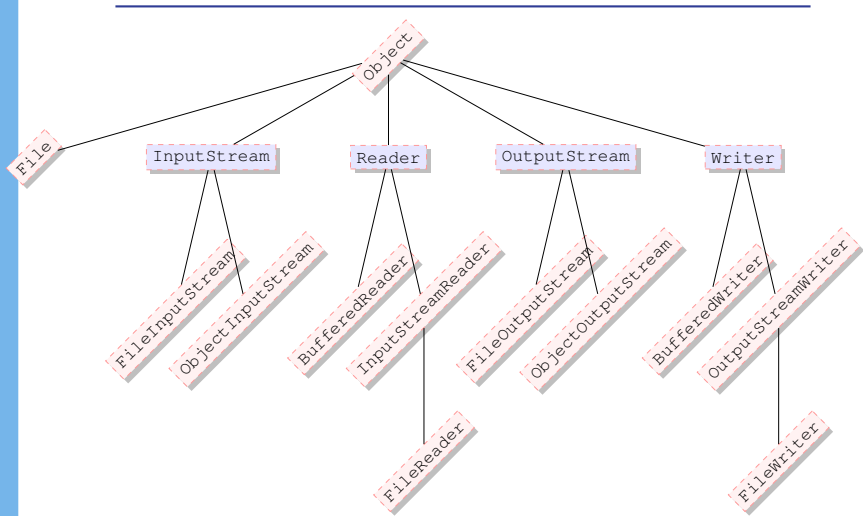 Object
File
InputStream
Reader
OutputStream
Writer
FileInputStream
ObjectInputStream
BufferedReader
InputStreamReader
FileOutputStream
ObjectOutputStream
BufferedWriter
OutputStreamWriter
FileReader
FileWriter